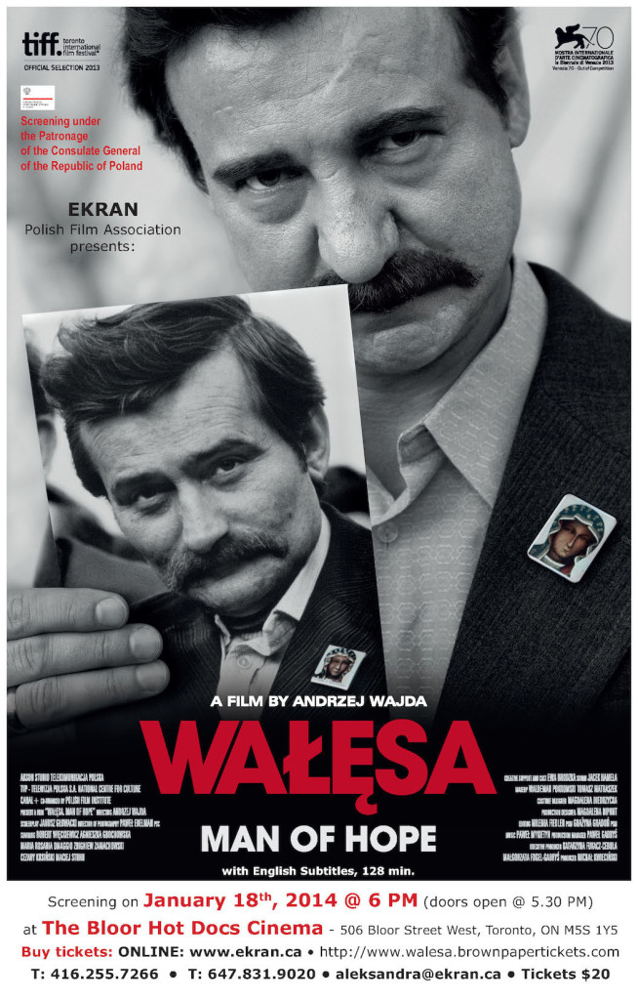 tiff. toronto
international
film festival®
OFFICIAL SELECTION 2013
70
MOSTRA INTERNAZIONALE
D'ARTE CINEMATOGRAFICA
la Biennale di Venezia 2013
Venezia 70 - Out of Competition
Screening under
the Patronage
of the Consulate General
of the Republic of Poland
EKRAN
Polish Film Association
presents:
A FILM BY ANDRZEJ WAJDA
WAŁĘSA
MAN OF HOPE
with English Subtitles, 128 min.
AKSON STUDIO TELEKOMUNIKACJA POLSKA
TVP - TELEWIZJA POLSKA S.A. NATIONAL CENTRE FOR CULTURE
CANAL + CO-FINANCED BY POLISH FILM INSTITUTE
PRESENT A FILM "WAŁĘSA. MAN OF HOPE" DIRECTING ANDRZEJ WAJDA
SCREENPLAY JANUSZ GŁOWACKI DIRECTOR OF PHOTOGRAPHY PAWEŁ EDELMAN PSC
STARRING ROBERT WIĘCKIEWICZ AGNIESZKA GROCHOWSKA
MARIA ROSARIA OMAGGIO ZBIGNIEW ZAMACHOWSKI
CEZARY KOSIŃSKI MACIEJ STUHR
CREATIVE SUPPORT AND CAST EWA BRODZKA SOUND JACEK HAMELA
MAKEUP WALDEMAR POKROMSKI TOMASZ MATRASZEK
COSTUME DESIGNER MAGDALENA BIEDRZYCKA
PRODUCTION DESIGNER MAGDALENA DIPONT
EDITING MILENIA FIEDLER PSM GRAŻYNA GRADOŃ PSM
MUSIC PAWEŁ MYKIETYN PRODUCTION MANAGER PAWEŁ GABRYŚ
EXECUTIVE PRODUCER KATARZYNA FUKACZ-CEBULA
MAŁGORZATA FOGEL-GABRYŚ PRODUCER MICHAŁ KWIECIŃSKI
Screening on January 18th, 2014 @ 6 PM (doors open @ 5.30 PM)
at The Bloor Hot Docs Cinema - 506 Bloor Street West, Toronto, ON M5S 1Y5
Buy tickets: ONLINE: www.ekran.ca • http://www.walesa.brownpapertickets.com
T: 416.255.7266 • T: 647.831.9020 • aleksandra@ekran.ca • Tickets $20